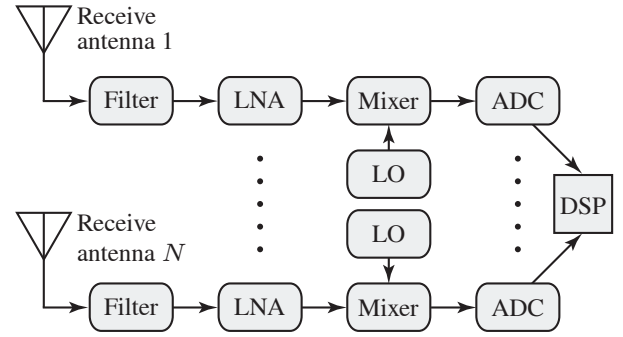 Receive
antenna 1
Filter
LNA
Mixer
ADC
LO
DSP
Receive
antenna N
LO
Filter
LNA
Mixer
ADC